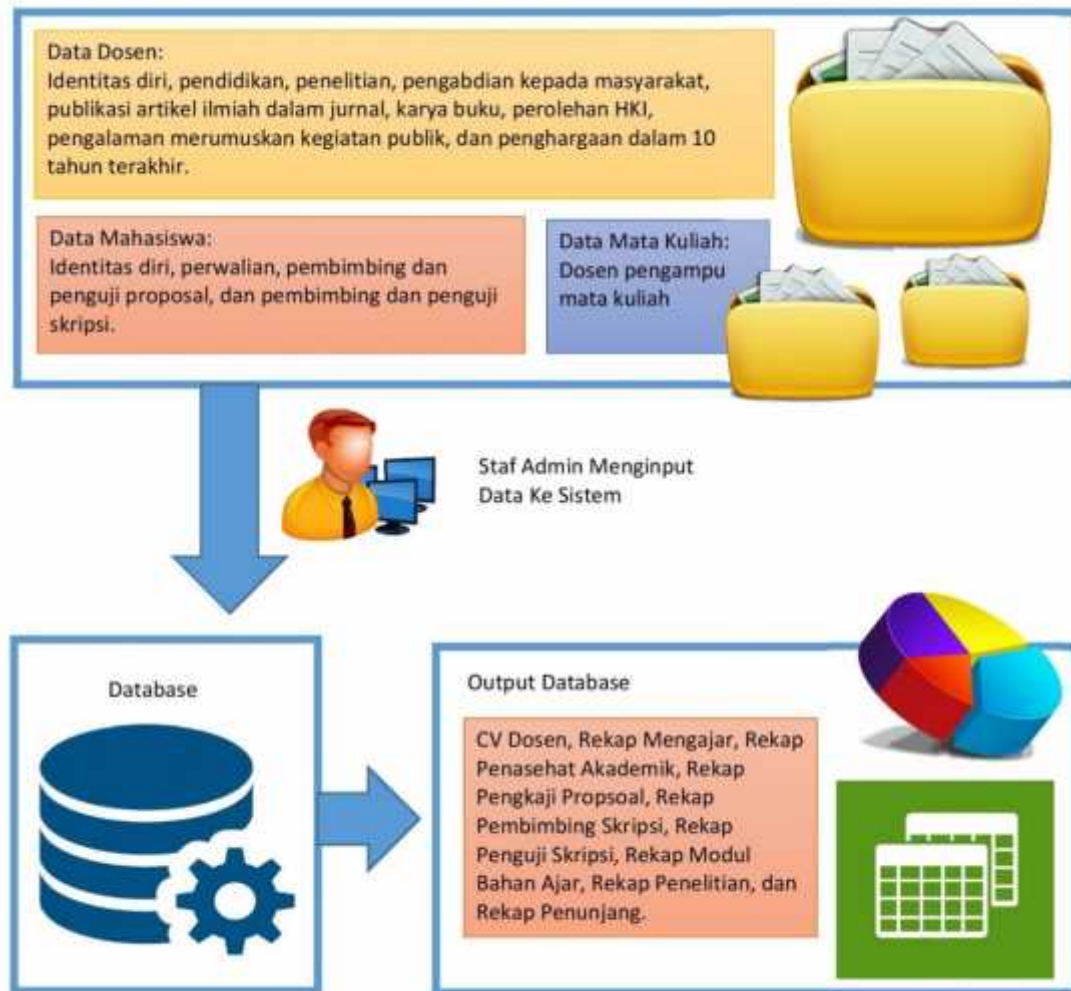 Data Dosen:
Identitas diri, pendidikan, penelitian, pengabdian kepada masyarakat,
publikasi artikel ilmiah dalam jurnal, karya buku, perolehan HKI,
pengalaman merumuskan kegiatan publik, dan penghargaan dalam 10
tahun terakhir.
Data Mahasiswa:
Identitas diri, perwalian, pembimbing dan
penguji proposal, dan pembimbing dan penguji
skripsi.
Data Mata Kuliah:
Dosen pengampu
mata kuliah
Staf Admin Menginput
Data Ke Sistem
Database
Output Database
CV Dosen, Rekap Mengajar, Rekap
Penasehat Akademik, Rekap
Pengkaji Propsoal, Rekap
Pembimbing Skripsi, Rekap
Penguji Skripsi, Rekap Modul
Bahan Ajar, Rekap Penelitian, dan
Rekap Penunjang.